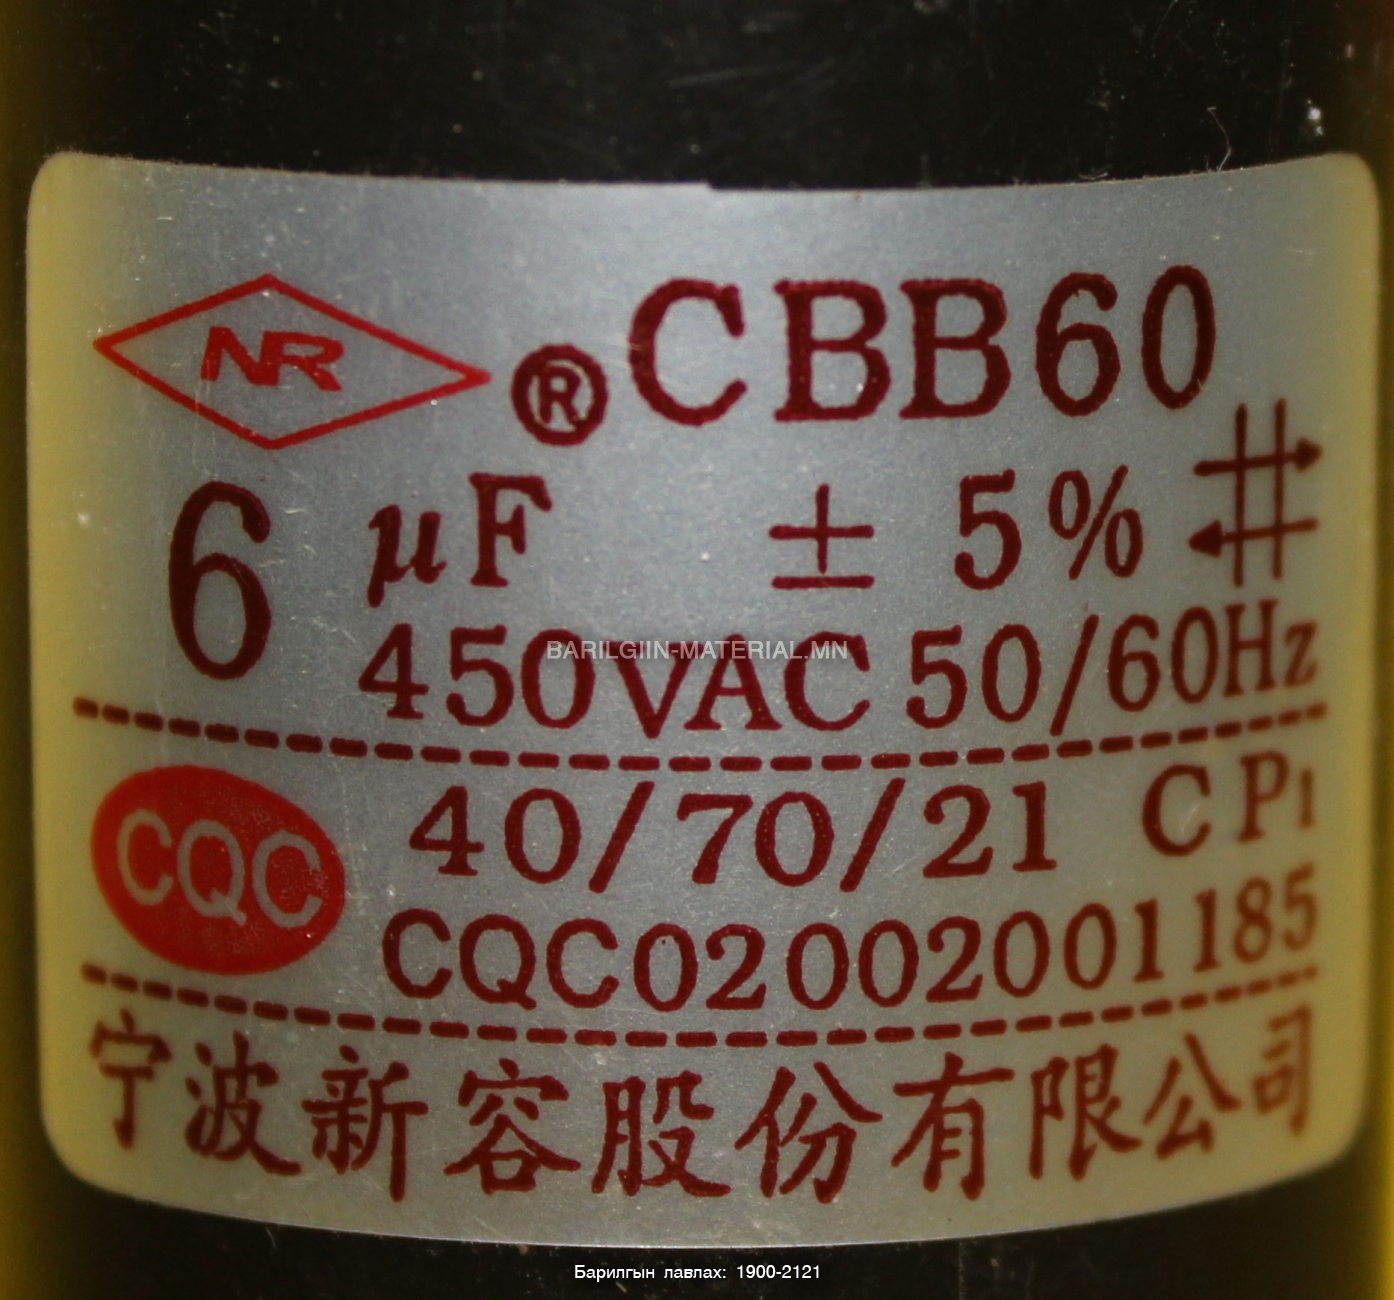 NR ® CBB60
6 µF ± 5%
450VAC 50/60Hz
BARILGIIN-MATERIAL.MN
CQC 40/70/21 C P1
CQC02002001185
宁波新容股份有限公司
Барилгын лавлах: 1900-2121